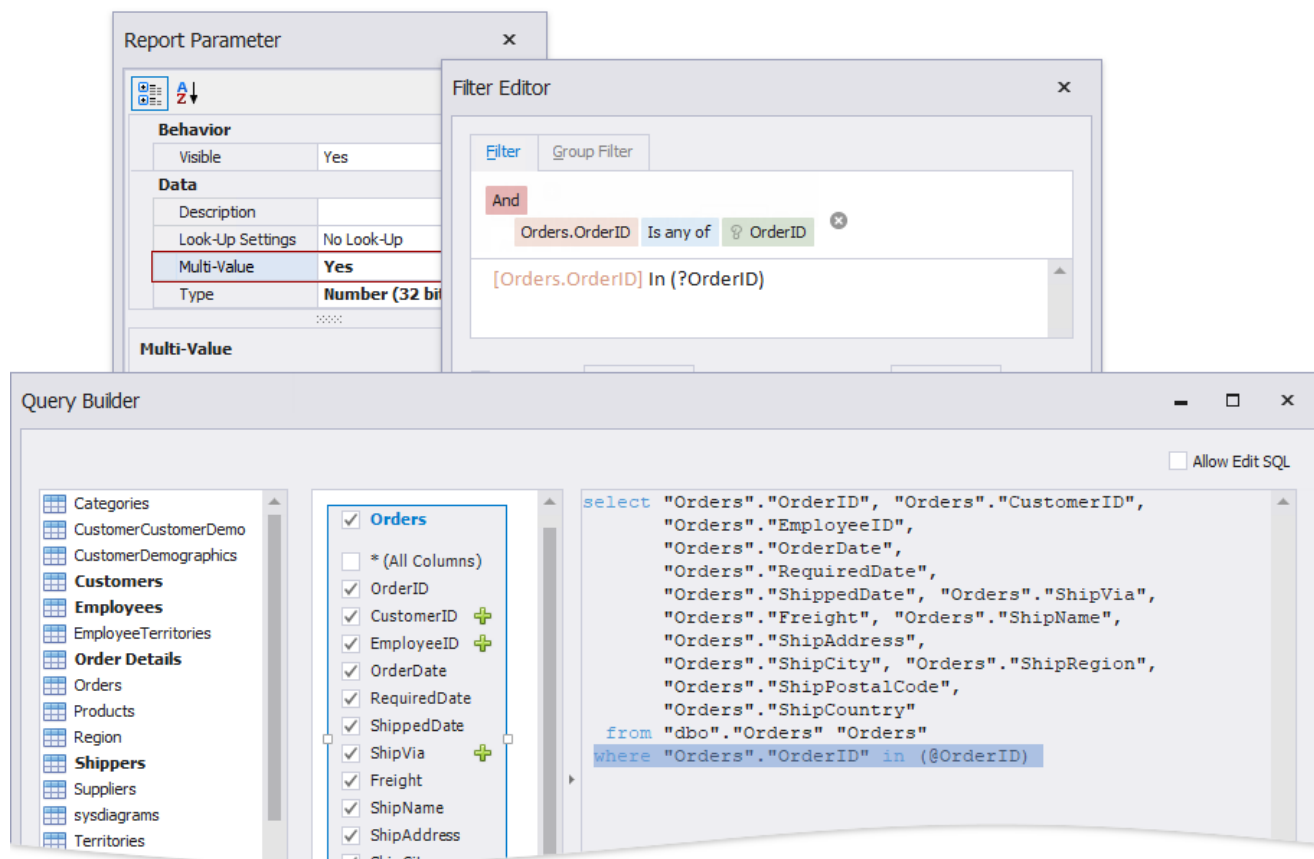 Report Parameter
Behavior
Visible Yes
Data
Description
Look-Up Settings No Look-Up
Multi-Value Yes
Type Number (32 bit
Multi-Value
Filter Editor
Filter Group Filter
And
Orders.OrderID Is any of OrderID
[Orders.OrderID] In (?OrderID)
Query Builder
Allow Edit SQL
Categories
CustomerCustomerDemo
CustomerDemographics
Customers
Employees
EmployeeTerritories
Order Details
Orders
Products
Region
Shippers
Suppliers
sysdiagrams
Territories
Orders
* (All Columns)
OrderID
CustomerID
EmployeeID
OrderDate
RequiredDate
ShippedDate
ShipVia
Freight
ShipName
ShipAddress
select "Orders"."OrderID", "Orders"."CustomerID",
"Orders"."EmployeeID",
"Orders"."OrderDate",
"Orders"."RequiredDate",
"Orders"."ShippedDate", "Orders"."ShipVia",
"Orders"."Freight", "Orders"."ShipName",
"Orders"."ShipAddress",
"Orders"."ShipCity", "Orders"."ShipRegion",
"Orders"."ShipPostalCode",
"Orders"."ShipCountry"
from "dbo"."Orders" "Orders"
where "Orders"."OrderID" in (@OrderID)